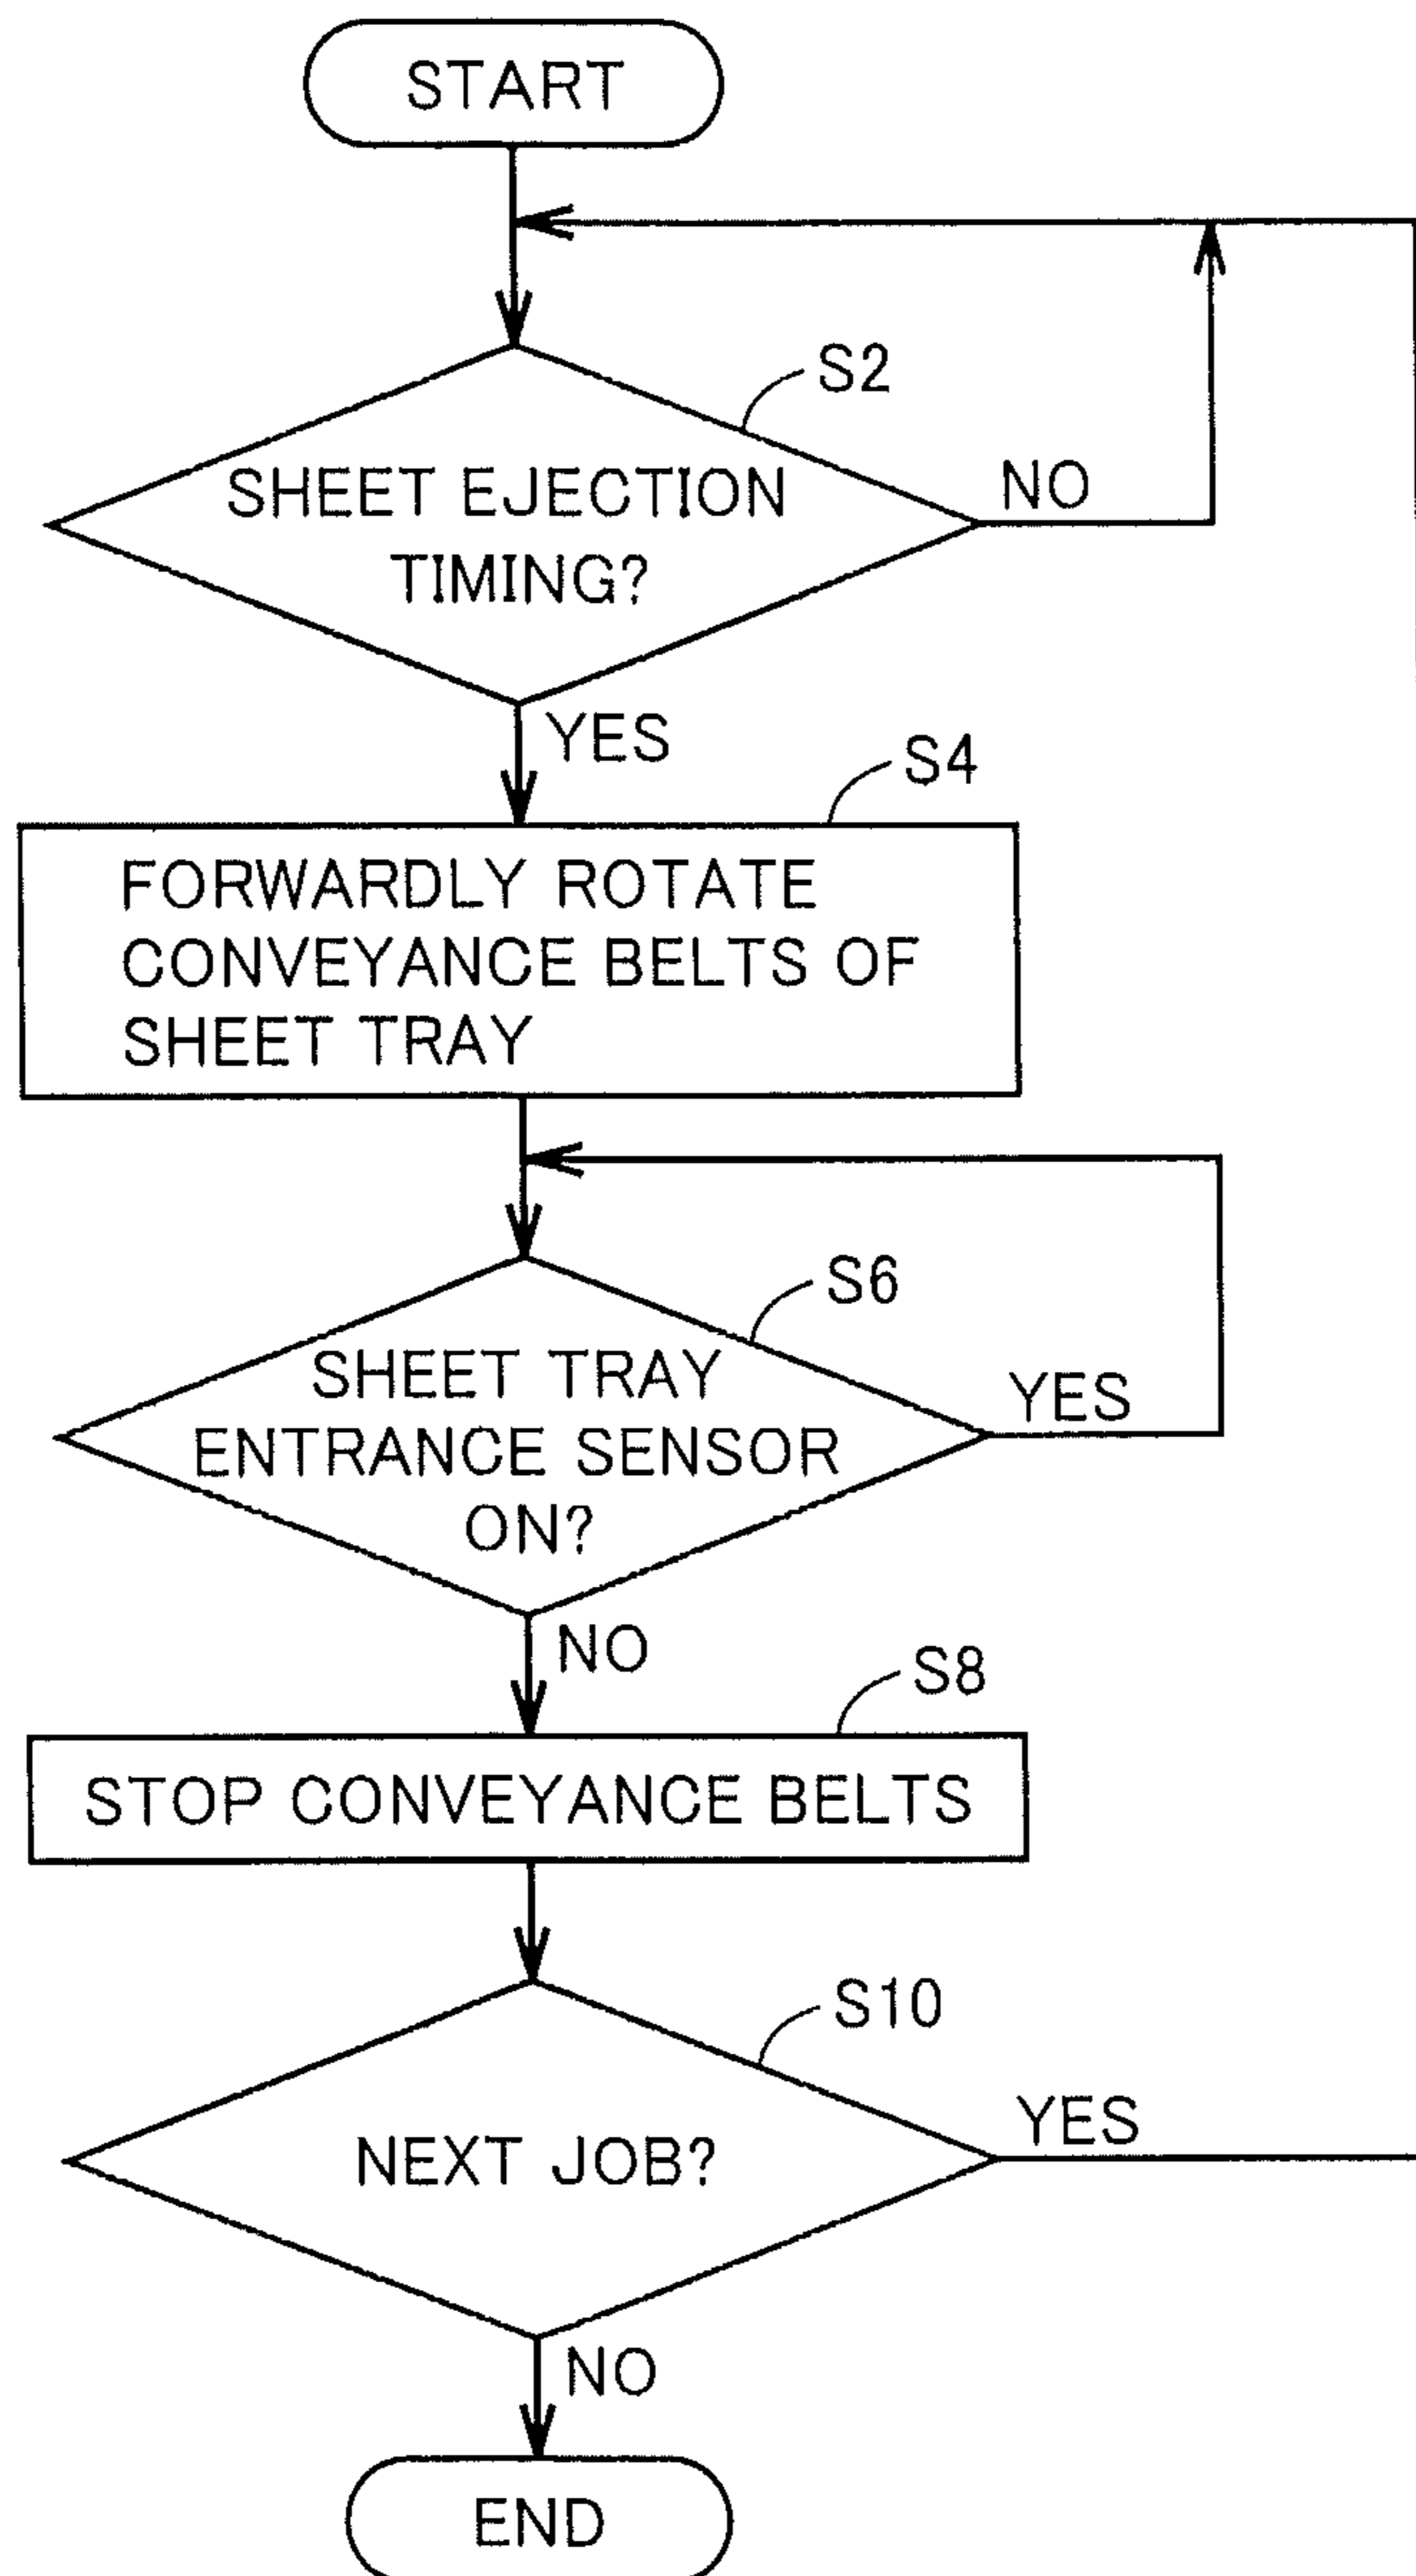 START
S2
SHEET EJECTION
TIMING?
NO
YES
S4
FORWARDLY ROTATE
CONVEYANCE BELTS OF
SHEET TRAY
S6
SHEET TRAY
ENTRANCE SENSOR
ON?
YES
NO
S8
STOP CONVEYANCE BELTS
S10
NEXT JOB?
YES
NO
END